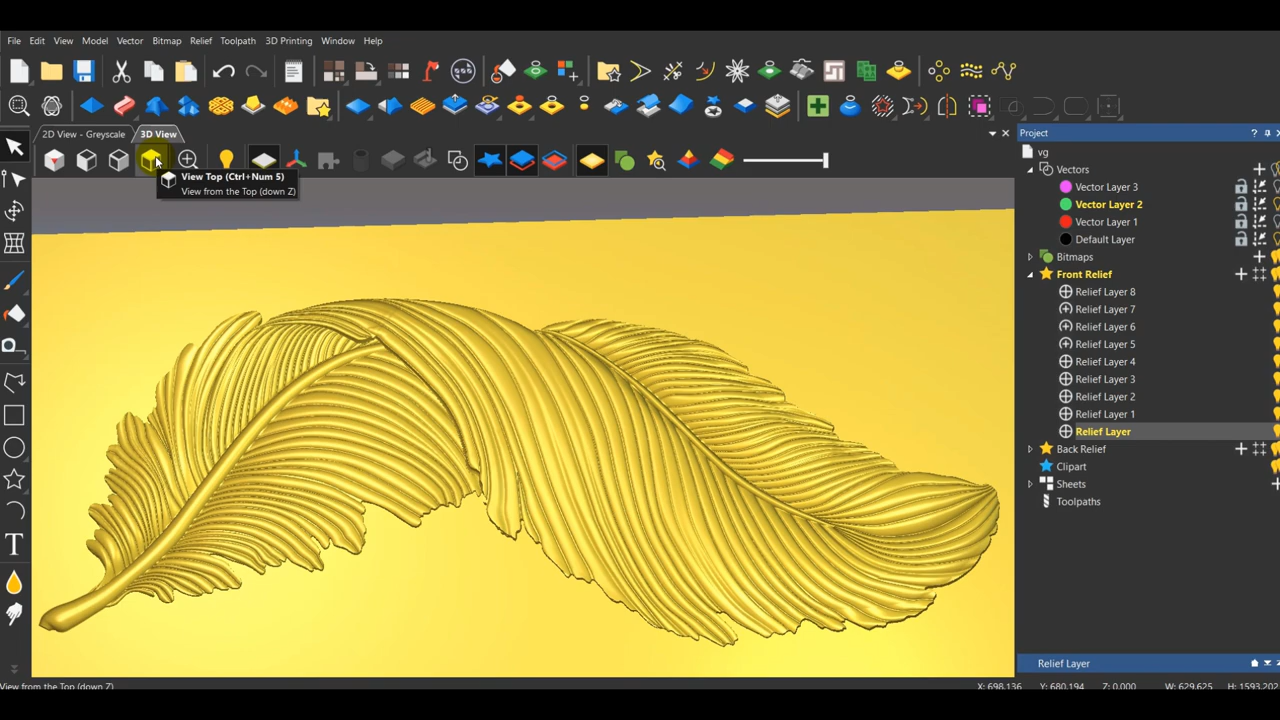 File Edit View Model Vector Bitmap Relief Toolpath 3D Printing Window Help
2D View - Greyscale 3D View
View Top (Ctrl+Num 5)
View from the Top (down Z)
Project
vg
Vectors
Vector Layer 3
Vector Layer 2
Vector Layer 1
Default Layer
Bitmaps
Front Relief
Relief Layer 8
Relief Layer 7
Relief Layer 6
Relief Layer 5
Relief Layer 4
Relief Layer 3
Relief Layer 2
Relief Layer 1
Relief Layer
Back Relief
Clipart
Sheets
Toolpaths
Relief Layer
View from the Top (down Z) X: 698.136 Y: 680.194 Z: 0.000 W: 629.625 H: 1593.202